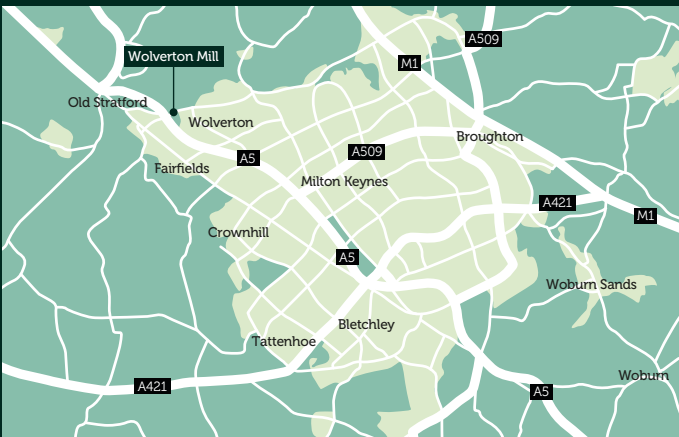 A509
Wolverton Mill
M1
Old Stratford
Wolverton
Broughton
A509
A5
Fairfields
Milton Keynes
A421
M1
Crownhill
A5
Woburn Sands
Bletchley
Tattenhoe
Woburn
A421
A5